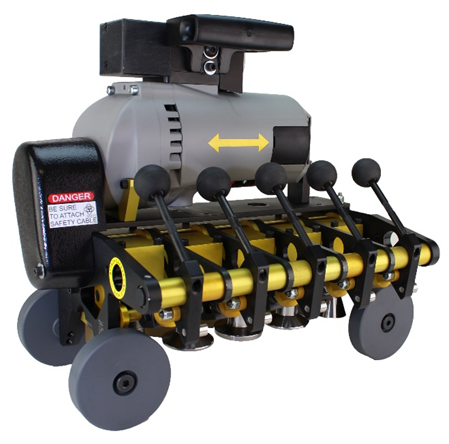 DANGER
BE SURE
TO ATTACH
SAFETY CABLE